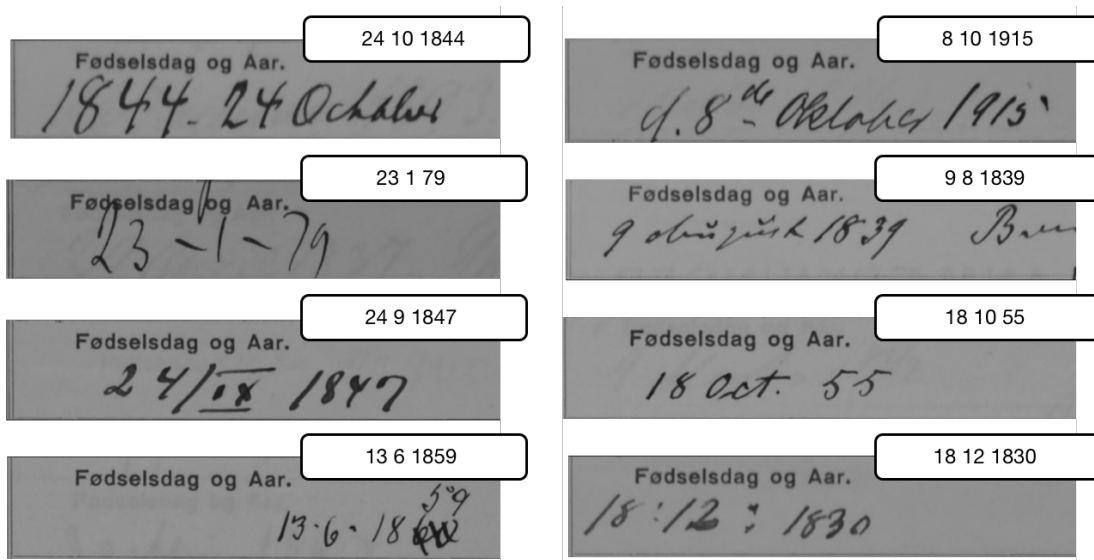 24 10 1844
Fødselsdag og Aar.
1844. 24 October
23 1 79
Fødselsdag og Aar.
23 - 1 - 79
24 9 1847
Fødselsdag og Aar.
24/IX 1847
13 6 1859
Fødselsdag og Aar.
59
13.6. 18
8 10 1915
Fødselsdag og Aar.
d. 8de Oktober 1915
9 8 1839
Fødselsdag og Aar.
9 august 1839
18 10 55
Fødselsdag og Aar.
18 Oct. 55
18 12 1830
Fødselsdag og Aar.
18:12: 1830